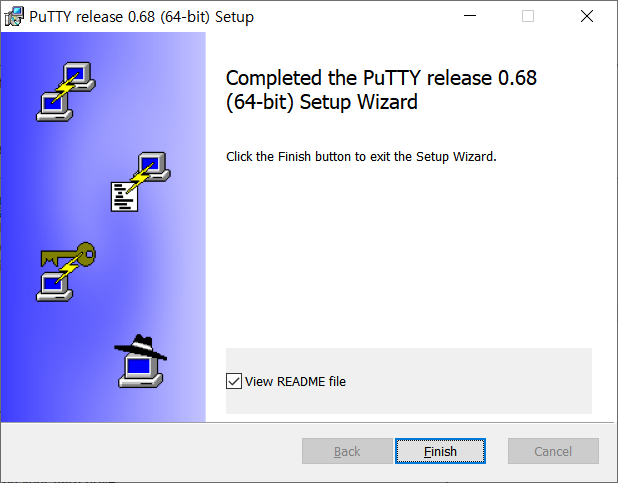 PuTTY release 0.68 (64-bit) Setup
Completed the PuTTY release 0.68
(64-bit) Setup Wizard
Click the Finish button to exit the Setup Wizard.
View README file
Back
Finish
Cancel